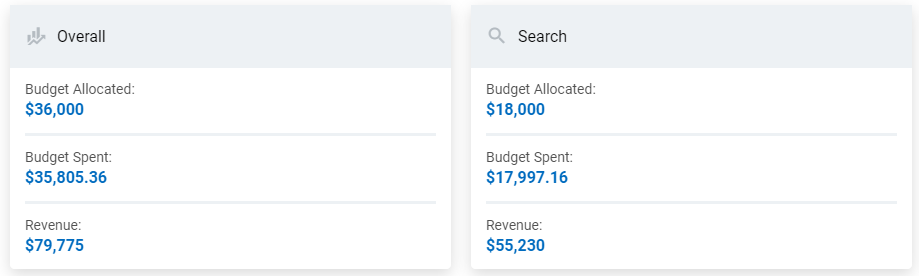 Overall
Budget Allocated:
$36,000
Budget Spent:
$35,805.36
Revenue:
$79,775
Search
Budget Allocated:
$18,000
Budget Spent:
$17,997.16
Revenue:
$55,230